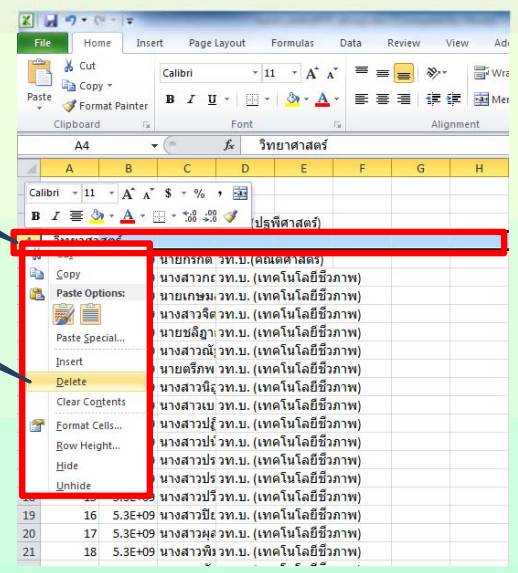 File Home Insert Page Layout Formulas Data Review View Ad
Paste Cut Calibri 11 A A Wra
Copy
Format Painter B I U A Mer
Clipboard Font Alignment
A4 fx วิทยาศาสตร์
A B C D E F G H
Calibri 11 A A $ % ,
B I A .00 .00
(ปฐพีศาสตร์)
4 วิทยาศาสตร์
Cut นายกรกต วท.บ. (คณิตศาสตร์)
Copy นางสาวกร วท.บ. (เทคโนโลยีชีวภาพ)
Paste Options: นายเกษม วท.บ. (เทคโนโลยีชีวภาพ)
นางสาวจิต วท.บ. (เทคโนโลยีชีวภาพ)
Paste Special... นายชลิฎา วท.บ. (เทคโนโลยีชีวภาพ)
นางสาวณั วท.บ. (เทคโนโลยีชีวภาพ)
Insert นายตรีภพ วท.บ. (เทคโนโลยีชีวภาพ)
Delete นางสาวนิ วท.บ. (เทคโนโลยีชีวภาพ)
Clear Contents นางสาวเบ วท.บ. (เทคโนโลยีชีวภาพ)
Format Cells... นางสาวปฏิ วท.บ. (เทคโนโลยีชีวภาพ)
Row Height... นางสาวปน วท.บ. (เทคโนโลยีชีวภาพ)
Hide นางสาวปร วท.บ. (เทคโนโลยีชีวภาพ)
นางสาวปร วท.บ. (เทคโนโลยีชีวภาพ)
Unhide
18 15 5.3E+09 นางสาวปวี วท.บ. (เทคโนโลยีชีวภาพ)
19 16 5.3E+09 นางสาวปิย วท.บ. (เทคโนโลยีชีวภาพ)
20 17 5.3E+09 นางสาวผุส วท.บ. (เทคโนโลยีชีวภาพ)
21 18 5.3E+09 นางสาวพิม วท.บ. (เทคโนโลยีชีวภาพ)